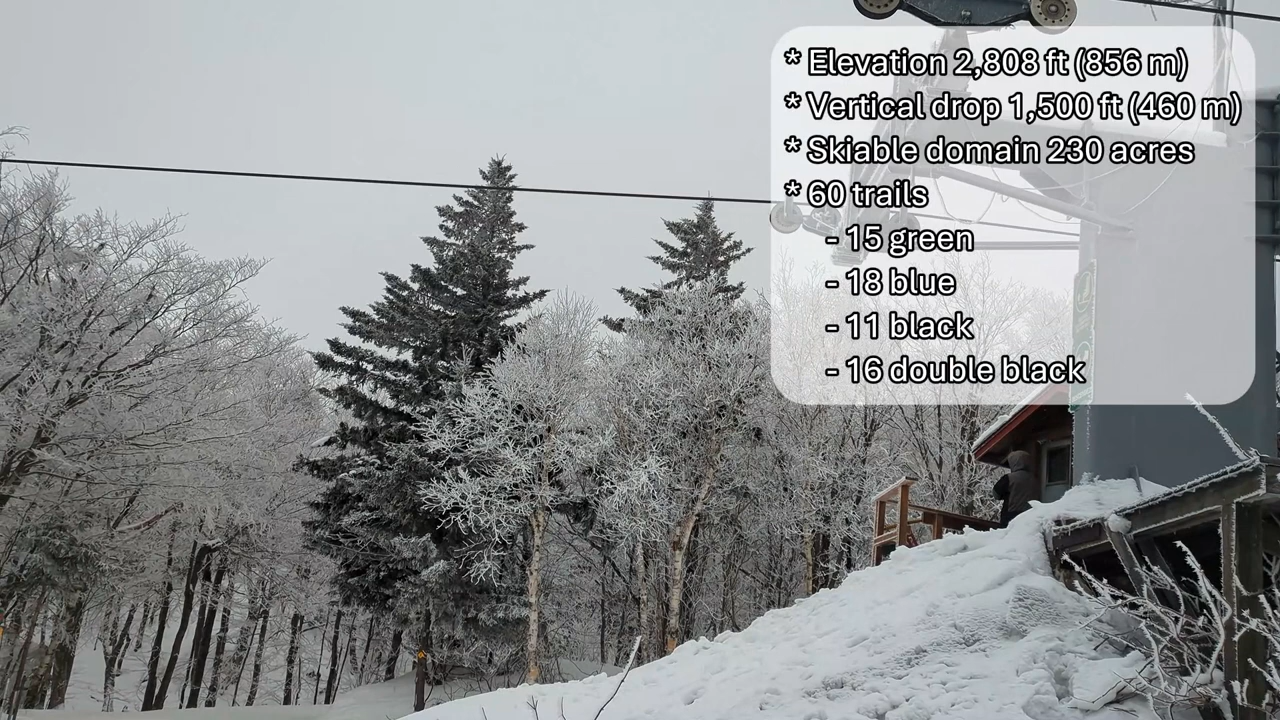 * Elevation 2,808 ft (856 m)
* Vertical drop 1,500 ft (460 m)
* Skiable domain 230 acres
* 60 trails
- 15 green
- 18 blue
- 11 black
- 16 double black